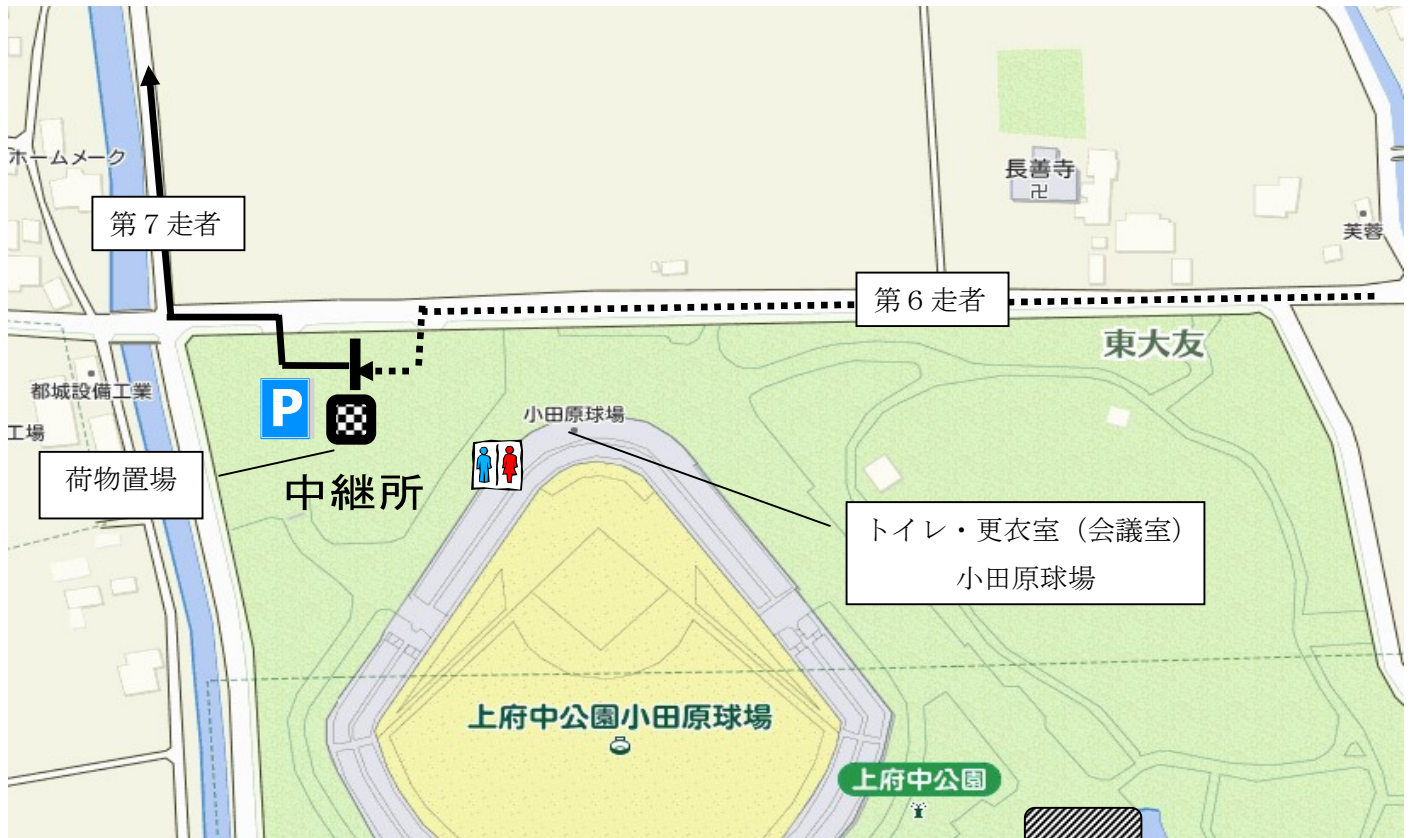 ホームメーク
長善寺
芙蓉
第７走者
第６走者
東大友
都城設備工業
工場
P
小田原球場
荷物置場
中継所
トイレ・更衣室（会議室）
小田原球場
上府中公園小田原球場
上府中公園